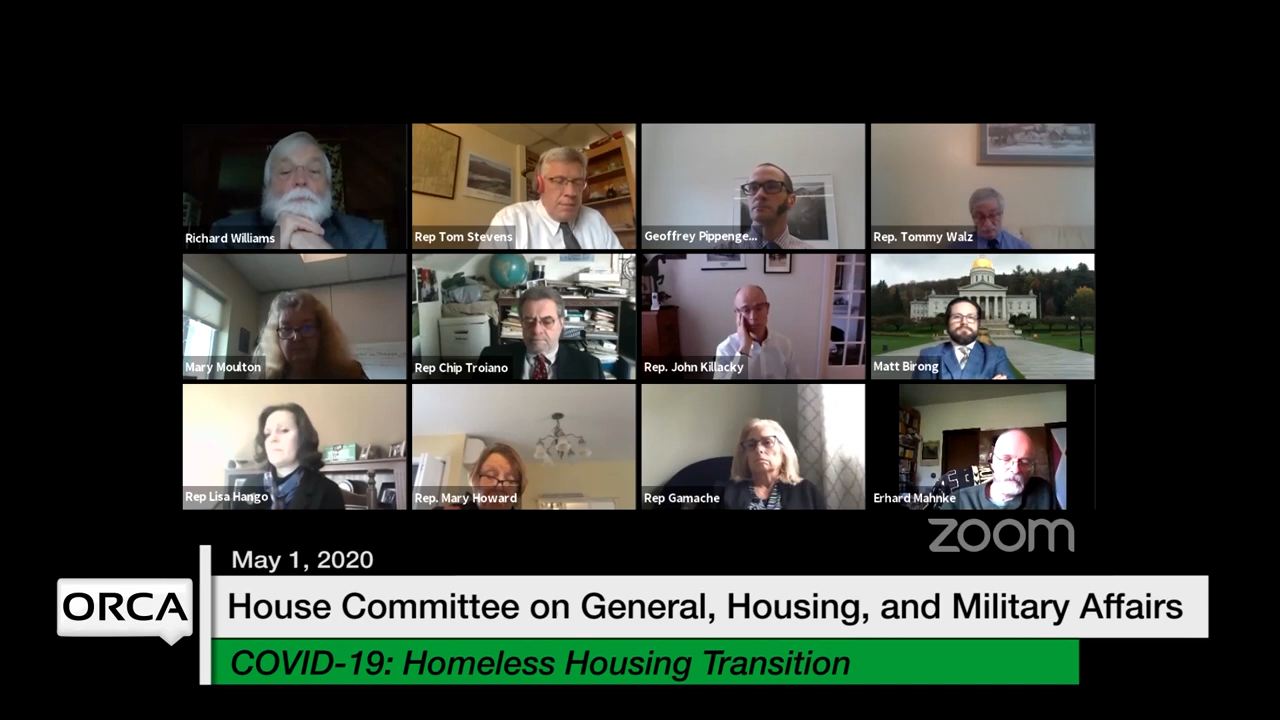 Richard Williams
Rep Tom Stevens
Geoffrey Pippenge...
Rep. Tommy Walz
Mary Moulton
Rep Chip Troiano
Rep. John Killacky
Matt Birong
Rep Lisa Hango
Rep. Mary Howard
Rep Gamache
Erhard Mahnke
zoom
May 1, 2020
ORCA
House Committee on General, Housing, and Military Affairs
COVID-19: Homeless Housing Transition